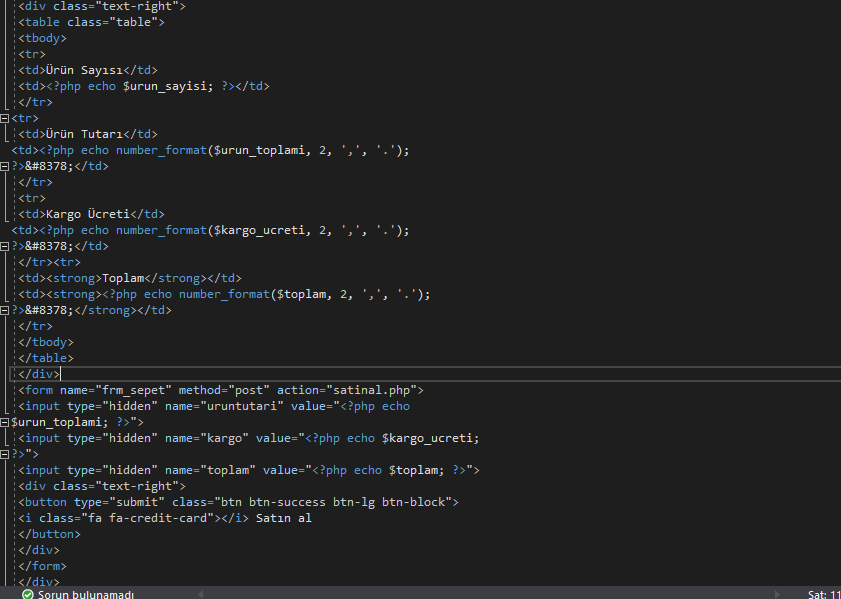 <div class="text-right">
<table class="table">
<tbody>
<tr>
<td>Ürün Sayısı</td>
<td><?php echo $urun_sayisi; ?></td>
</tr>
<tr>
<td>Ürün Tutarı</td>
<td><?php echo number_format($urun_toplami, 2, ',', '.');
?>&#8378;</td>
</tr>
<tr>
<td>Kargo Ücreti</td>
<td><?php echo number_format($kargo_ucreti, 2, ',', '.');
?>&#8378;</td>
</tr><tr>
<td><strong>Toplam</strong></td>
<td><strong><?php echo number_format($toplam, 2, ',', '.');
?>&#8378;</strong></td>
</tr>
</tbody>
</table>
</div>
<form name="frm_sepet" method="post" action="satinal.php">
<input type="hidden" name="uruntutari" value="<?php echo
$urun_toplami; ?>">
<input type="hidden" name="kargo" value="<?php echo $kargo_ucreti;
?>">
<input type="hidden" name="toplam" value="<?php echo $toplam; ?>">
<div class="text-right">
<button type="submit" class="btn btn-success btn-lg btn-block">
<i class="fa fa-credit-card"></i> Satın al
</button>
</div>
</form>
</div>
Sorun bulunamadı Sat: 11